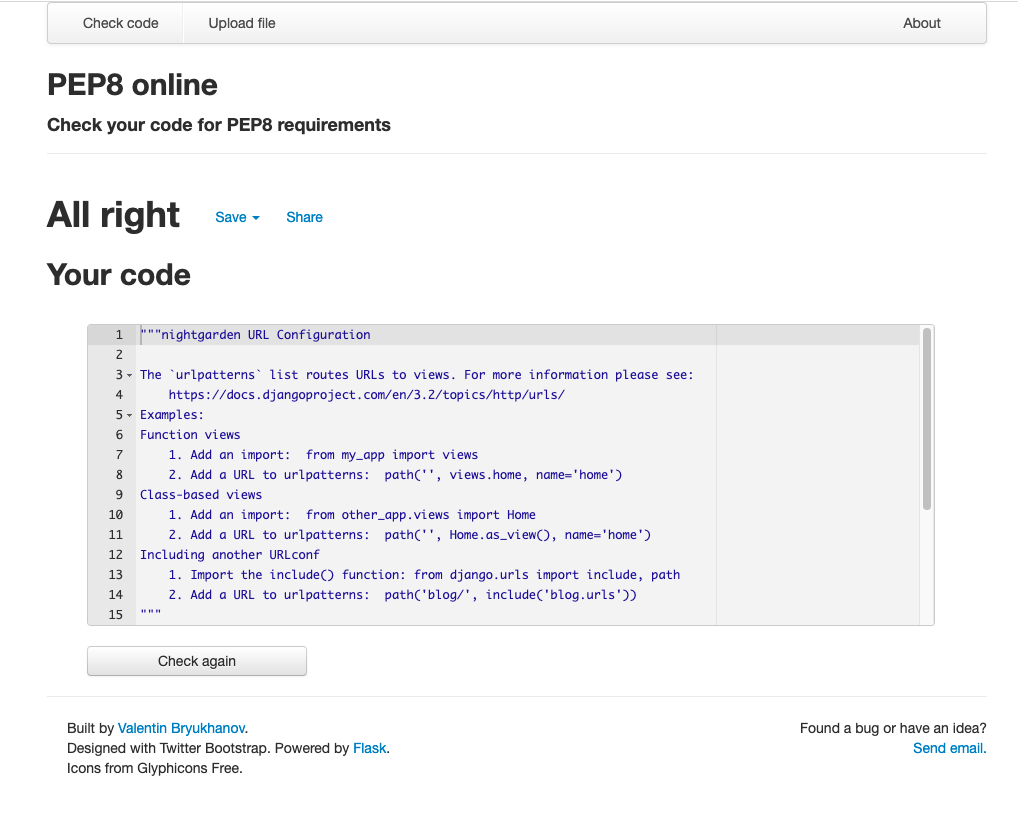 Check code Upload file About
PEP8 online
Check your code for PEP8 requirements
All right Save Share
Your code
1 """nightgarden URL Configuration
2
3 The `urlpatterns` list routes URLs to views. For more information please see:
4     https://docs.djangoproject.com/en/3.2/topics/http/urls/
5 Examples:
6 Function views
7     1. Add an import:  from my_app import views
8     2. Add a URL to urlpatterns:  path('', views.home, name='home')
9 Class-based views
10     1. Add an import:  from other_app.views import Home
11     2. Add a URL to urlpatterns:  path('', Home.as_view(), name='home')
12 Including another URLconf
13     1. Import the include() function: from django.urls import include, path
14     2. Add a URL to urlpatterns:  path('blog/', include('blog.urls'))
15 """
Check again
Built by Valentin Bryukhanov.
Designed with Twitter Bootstrap. Powered by Flask.
Icons from Glyphicons Free.
Found a bug or have an idea?
Send email.